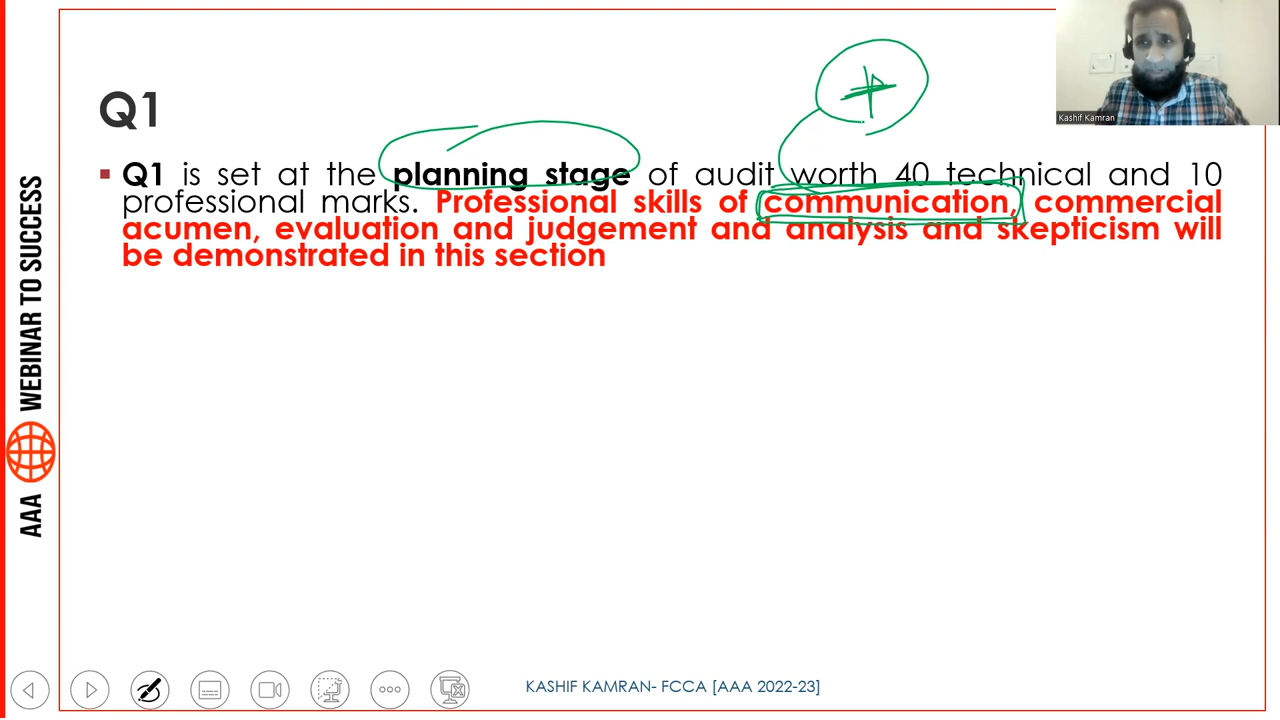 Q1
Q1 is set at the planning stage of audit worth 40 technical and 10
professional marks. Professional skills of communication, commercial
acumen, evaluation and judgement and analysis and skepticism will
be demonstrated in this section
AAA WEBINAR TO SUCCESS
Kashif Kamran
KASHIF KAMRAN- FCCA [AAA 2022-23]